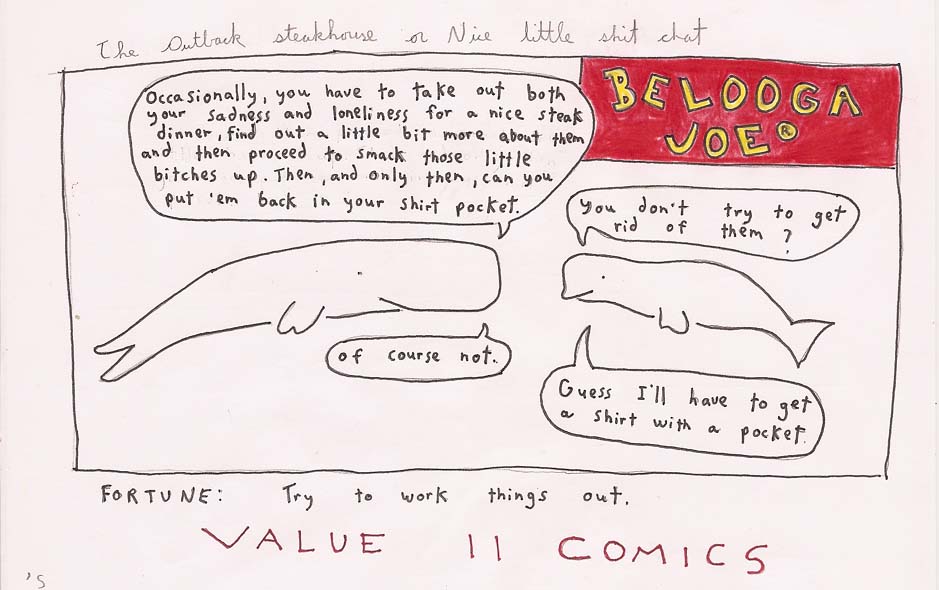 The Outback steakhouse or Nice little shit chat
BELOOGA
JOE®
Occasionally, you have to take out both
your sadness and loneliness for a nice steak
dinner, find out a little bit more about them
and then proceed to smack those little
bitches up. Then, and only then, can you
put 'em back in your shirt pocket.
You don't try to get
rid of them?
of course not.
Guess I'll have to get
a shirt with a pocket.
FORTUNE: Try to work things out.
VALUE 11 COMICS
'S